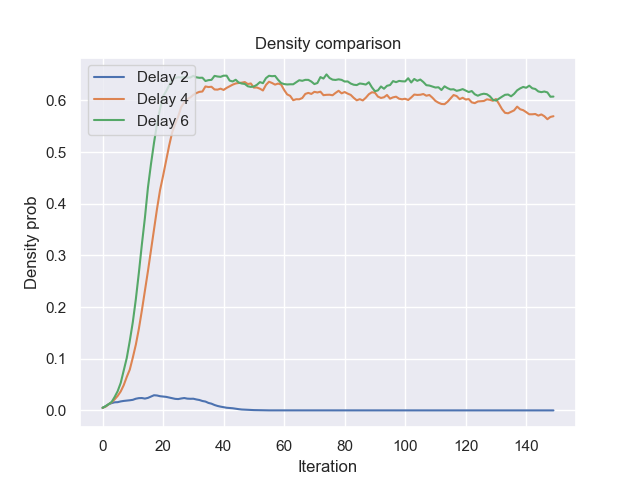 Density comparison
Delay 2
Delay 4
Delay 6
Density prob
0.6
0.5
0.4
0.3
0.2
0.1
0.0
0 20 40 60 80 100 120 140
Iteration